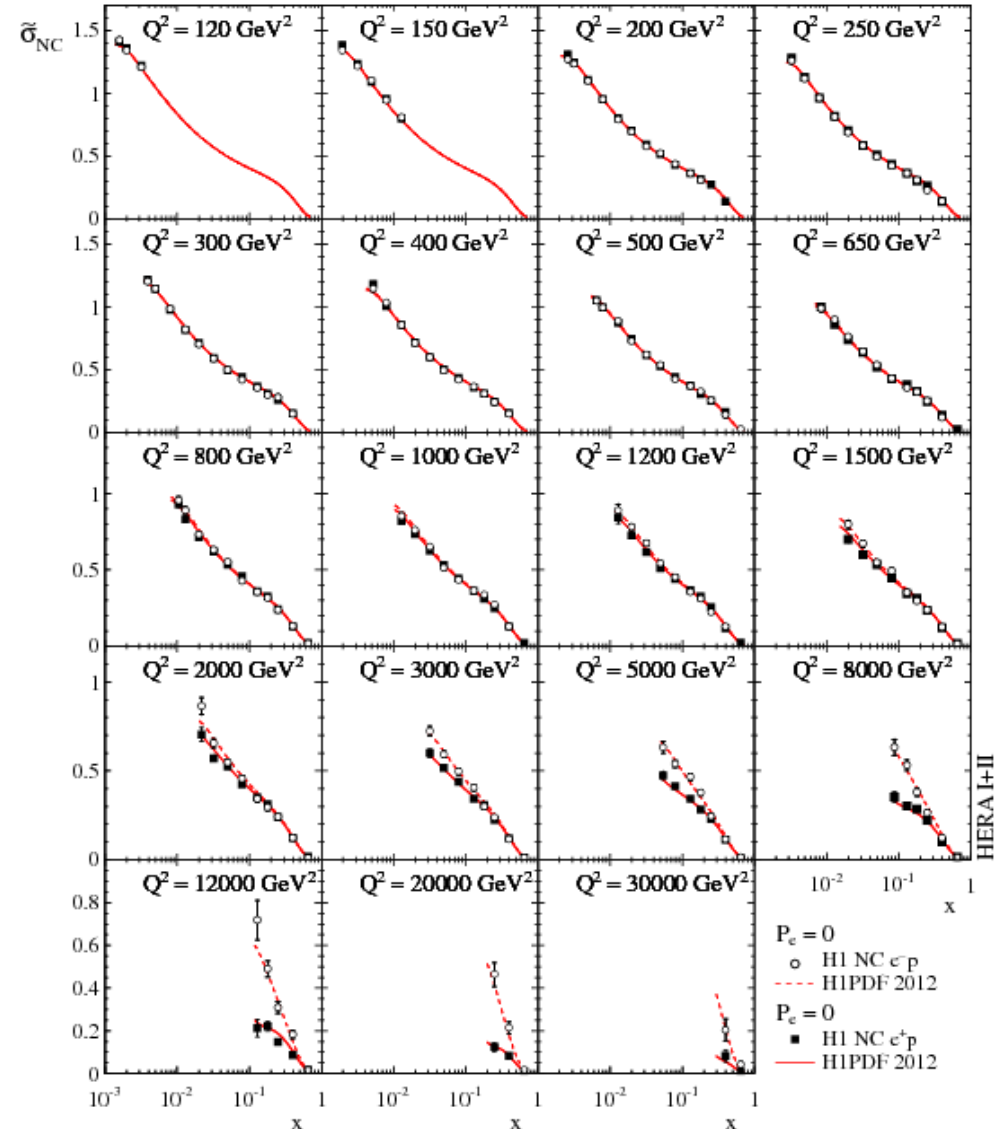 σ̃NC
Q² = 120 GeV² Q² = 150 GeV² Q² = 200 GeV² Q² = 250 GeV²
1.5
1
0.5
0
Q² = 300 GeV² Q² = 400 GeV² Q² = 500 GeV² Q² = 650 GeV²
1.5
1
0.5
0
Q² = 800 GeV² Q² = 1000 GeV² Q² = 1200 GeV² Q² = 1500 GeV²
1
0.5
0
Q² = 2000 GeV² Q² = 3000 GeV² Q² = 5000 GeV² Q² = 8000 GeV²
1
0.5
0
HERA I+II
Q² = 12000 GeV² Q² = 20000 GeV² Q² = 30000 GeV²
0.8
0.6
0.4
0.2
0
10⁻² 10⁻¹ 1
x
Pe = 0
H1 NC e⁻p
H1PDF 2012
Pe = 0
H1 NC e⁺p
H1PDF 2012
10⁻³ 10⁻² 10⁻¹ 1 10⁻² 10⁻¹ 1 10⁻² 10⁻¹ 1
x x x